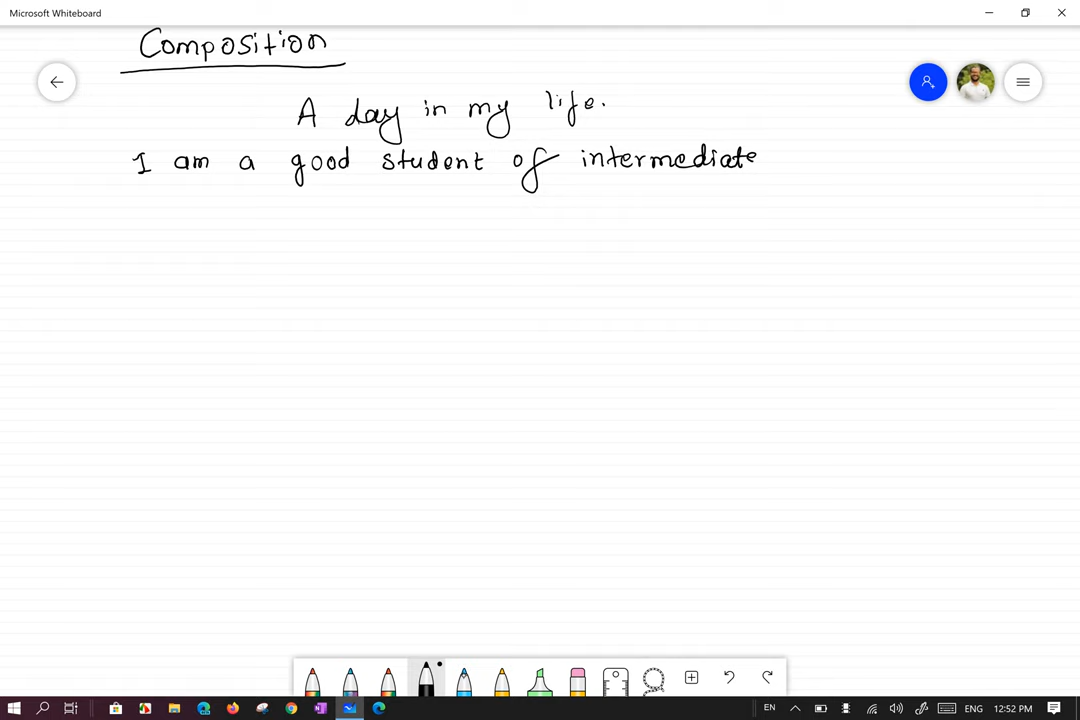 Microsoft Whiteboard
Composition
A day in my life.
I am a good student of intermediate
EN
ENG
12:52 PM